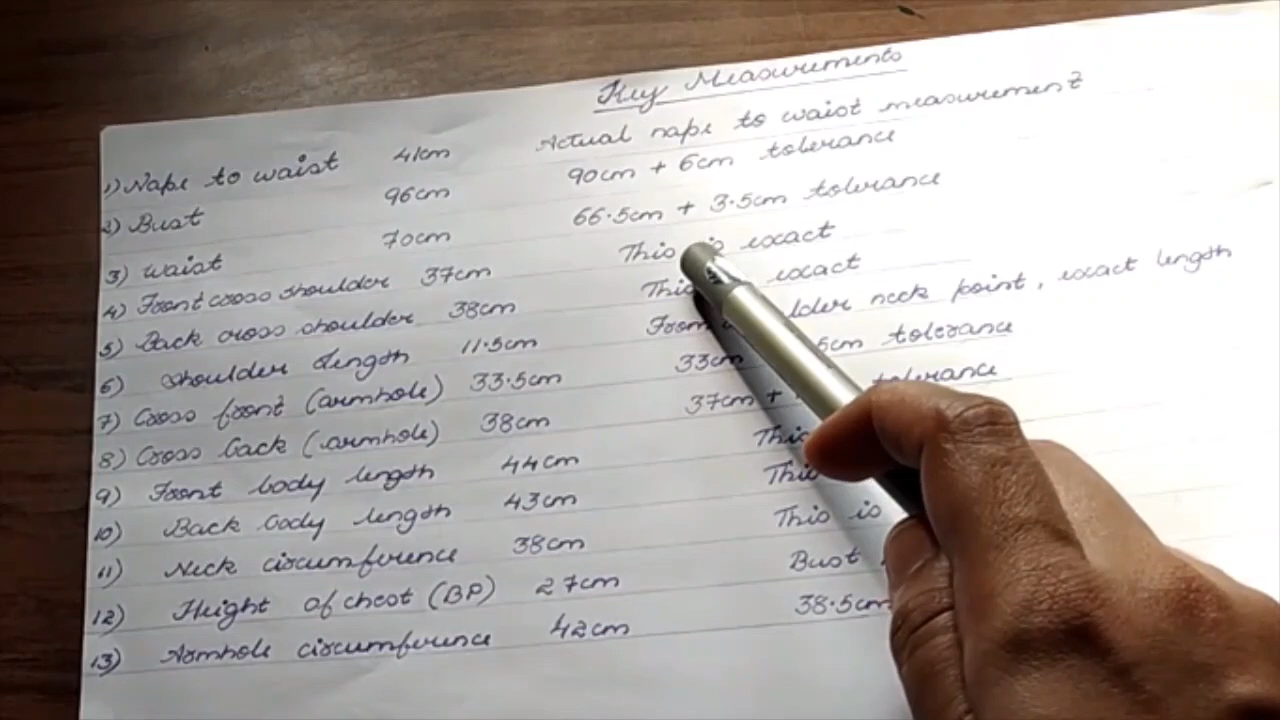 Key Measurements
1) Nape to waist 41cm Actual nape to waist measurement
2) Bust 96cm 90cm + 6cm tolerance
3) Waist 70cm 66.5cm + 3.5cm tolerance
4) Front cross shoulder 37cm This is exact
5) Back cross shoulder 38cm exact
6) Shoulder length 11.5cm From neck point, exact length
7) Cross front (armhole) 33.5cm 33cm 5cm tolerance
8) Cross back (armhole) 38cm 37cm + tolerance
9) Front body length 44cm
10) Back body length 43cm
11) Neck circumference 38cm This is
12) Height of chest (BP) 27cm Bust
13) Armhole circumference 42cm 38.5cm